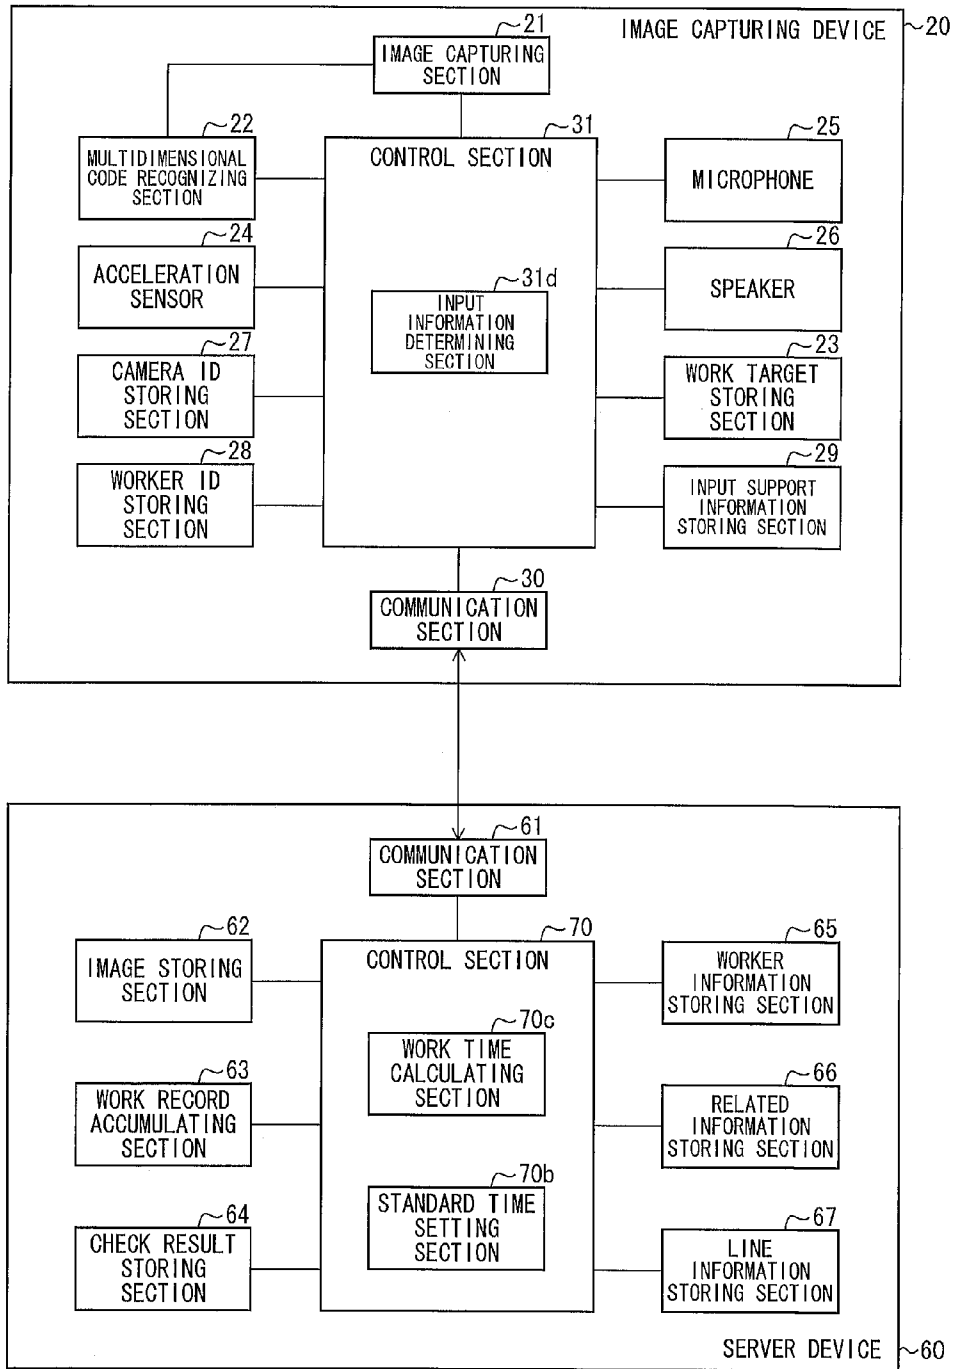 IMAGE CAPTURING DEVICE
20
21
IMAGE CAPTURING
SECTION
22
MULTIDIMENSIONAL
CODE RECOGNIZING
SECTION
31
CONTROL SECTION
25
MICROPHONE
24
ACCELERATION
SENSOR
31d
INPUT
INFORMATION
DETERMINING
SECTION
26
SPEAKER
27
CAMERA ID
STORING
SECTION
23
WORK TARGET
STORING
SECTION
28
WORKER ID
STORING
SECTION
29
INPUT SUPPORT
INFORMATION
STORING SECTION
30
COMMUNICATION
SECTION
61
COMMUNICATION
SECTION
62
IMAGE STORING
SECTION
70
CONTROL SECTION
65
WORKER
INFORMATION
STORING SECTION
70c
WORK TIME
CALCULATING
SECTION
63
WORK RECORD
ACCUMULATING
SECTION
66
RELATED
INFORMATION
STORING SECTION
70b
STANDARD TIME
SETTING
SECTION
64
CHECK RESULT
STORING
SECTION
67
LINE
INFORMATION
STORING SECTION
SERVER DEVICE
60